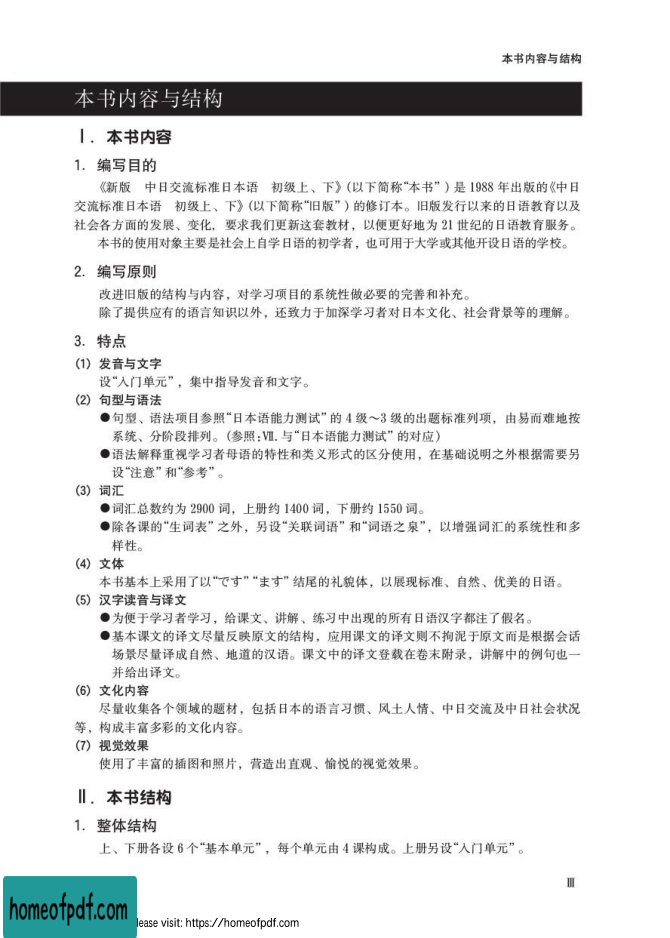 本书内容与结构
本书内容与结构
Ⅰ. 本书内容
1. 编写目的
《新版　中日交流标准日本语　初级上、下》(以下简称“本书”)是 1988 年出版的《中日
交流标准日本语　初级上、下》(以下简称“旧版”)的修订本。旧版发行以来的日语教育以及
社会各方面的发展、变化, 要求我们更新这套教材，以便更好地为 21 世纪的日语教育服务。
本书的使用对象主要是社会上自学日语的初学者，也可用于大学或其他开设日语的学校。
2. 编写原则
改进旧版的结构与内容，对学习项目的系统性做必要的完善和补充。
除了提供应有的语言知识以外，还致力于加深学习者对日本文化、社会背景等的理解。
3. 特点
(1) 发音与文字
设“入门单元”，集中指导发音和文字。
(2) 句型与语法
●句型、语法项目参照“日本语能力测试”的 4 级～3 级的出题标准列项，由易而难地按
系统、分阶段排列。(参照:Ⅶ. 与“日本语能力测试”的对应)
●语法解释重视学习者母语的特性和类义形式的区分使用，在基础说明之外根据需要另
设“注意”和“参考”。
(3) 词汇
●词汇总数约为 2900 词，上册约 1400 词，下册约 1550 词。
●除各课的“生词表”之外，另设“关联词语”和“词语之泉”，以增强词汇的系统性和多
样性。
(4) 文体
本书基本上采用了以“です”“ます”结尾的礼貌体，以展现标准、自然、优美的日语。
(5) 汉字读音与译文
●为便于学习者学习，给课文、讲解、练习中出现的所有日语汉字都注了假名。
●基本课文的译文尽量反映原文的结构，应用课文的译文则不拘泥于原文而是根据会话
场景尽量译成自然、地道的汉语。课文中的译文登载在卷末附录，讲解中的例句也一
并给出译文。
(6) 文化内容
尽量收集各个领域的题材，包括日本的语言习惯、风土人情、中日交流及中日社会状况
等，构成丰富多彩的文化内容。
(7) 视觉效果
使用了丰富的插图和照片，营造出直观、愉悦的视觉效果。
Ⅱ. 本书结构
1. 整体结构
上、下册各设 6 个“基本单元”，每个单元由 4 课构成。上册另设“入门单元”。
Ⅲ
homeofpdf.com
lease visit: https://homeofpdf.com